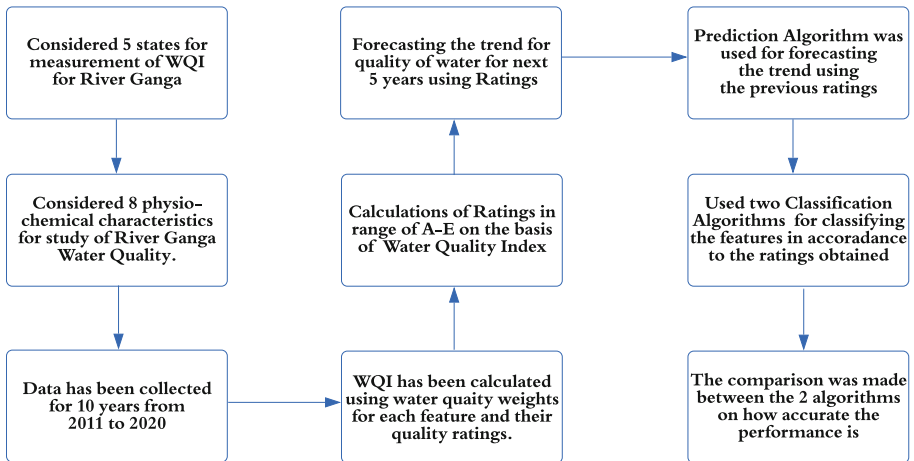 Considered 5 states for
measurement of WQI
for River Ganga
Considered 8 physio-
chemical characteristics
for study of River Ganga
Water Quality.
Data has been collected
for 10 years from
2011 to 2020
WQI has been calculated
using water quaity weights
for each feature and their
quality ratings.
Calculations of Ratings in
range of A-E on the basis
of Water Quality Index
Forecasting the trend for
quality of water for next
5 years using Ratings
Prediction Algorithm was
used for forecasting
the trend using
the previous ratings
Used two Classification
Algorithms for classifying
the features in accoradance
to the ratings obtained
The comparison was made
between the 2 algorithms
on how accurate the
performance is